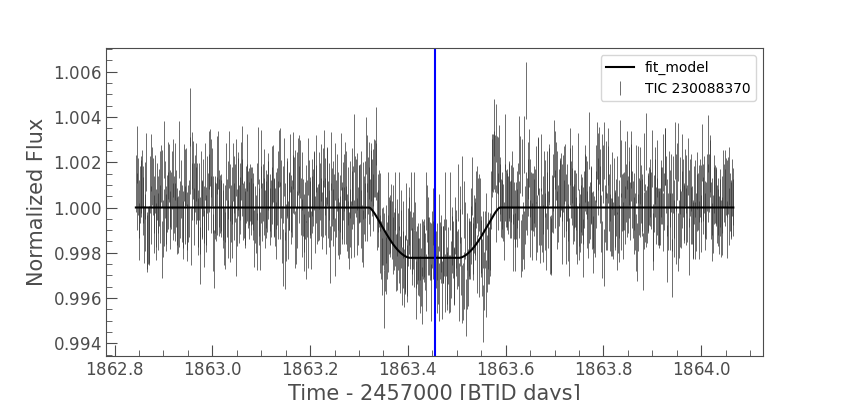 Normalized Flux
1.006
1.004
1.002
1.000
0.998
0.996
0.994
fit_model
TIC 230088370
1862.8 1863.0 1863.2 1863.4 1863.6 1863.8 1864.0
Time - 2457000 [BTJD days]